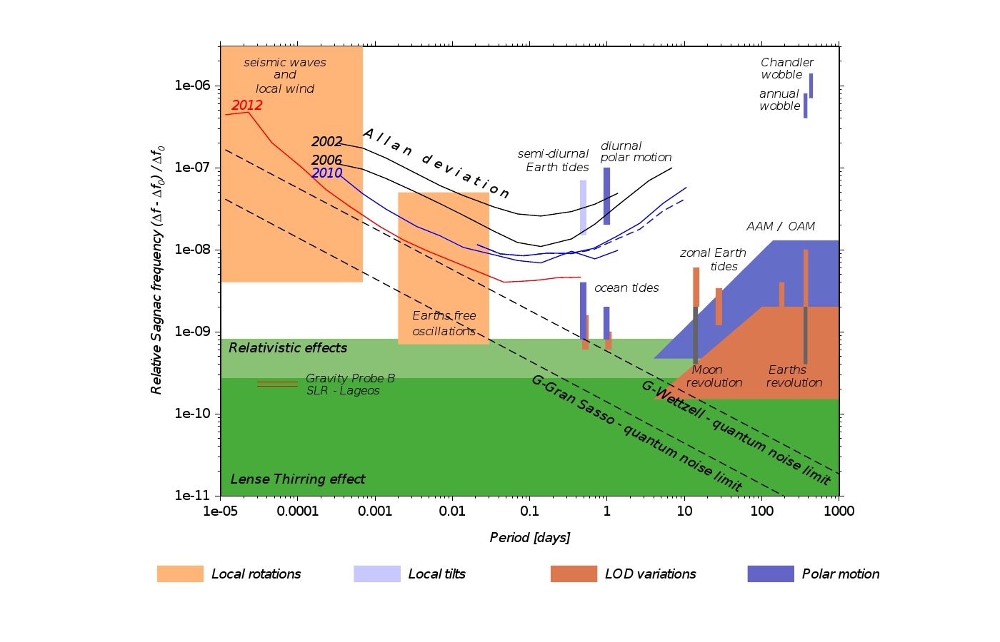 seismic waves
and
local wind
Chandler
wobble
annual
wobble
1e-06
1e-07
1e-08
1e-09
1e-10
1e-11
Relative Sagnac frequency (Δf - Δf0) / Δf0
2012
2002
2006
2010
Allan deviation
semi-diurnal
Earth tides
diurnal
polar motion
AAM / OAM
zonal Earth
tides
ocean tides
Earths free
oscillations
Relativistic effects
Gravity Probe B
SLR - Lageos
Moon
revolution
Earths
revolution
G-Gran Sasso - quantum noise limit
G-Wettzell - quantum noise limit
Lense Thirring effect
1e-05 0.0001 0.001 0.01 0.1 1 10 100 1000
Period [days]
Local rotations Local tilts LOD variations Polar motion